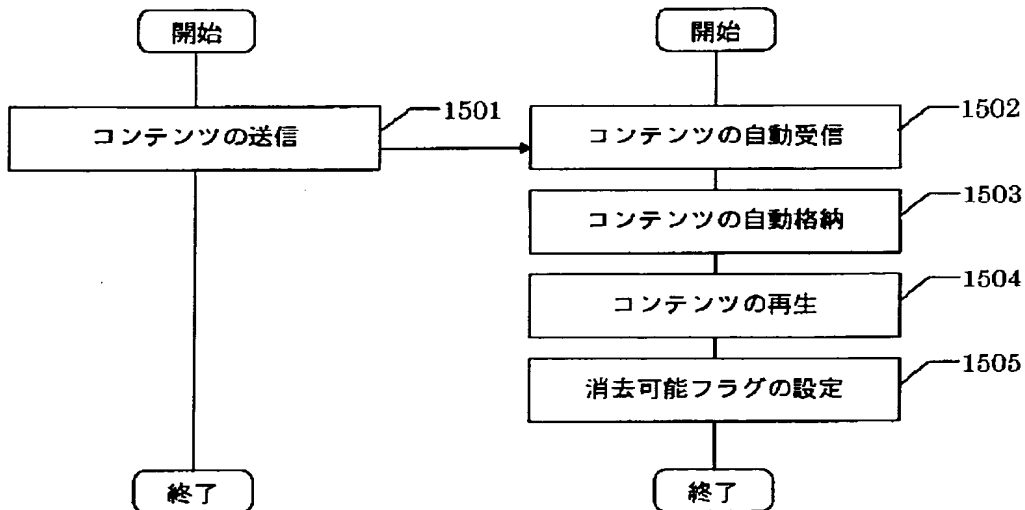 開始
コンテンツの送信
1501
終了
開始
コンテンツの自動受信
1502
コンテンツの自動格納
1503
コンテンツの再生
1504
消去可能フラグの設定
1505
終了